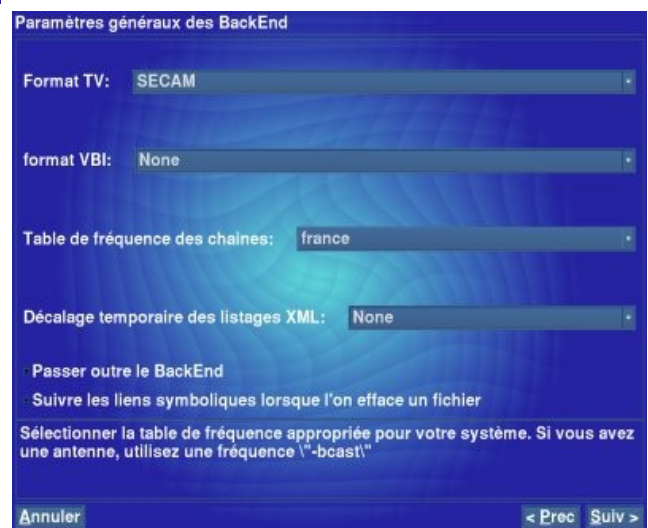 Paramètres généraux des BackEnd
Format TV: SECAM
format VBI: None
Table de fréquence des chaines: france
Décalage temporaire des listages XML: None
Passer outre le BackEnd
Suivre les liens symboliques lorsque l'on efface un fichier
Sélectionner la table de fréquence appropriée pour votre système. Si vous avez
une antenne, utilisez une fréquence \"-bcast\"
Annuler < Prec Suiv >